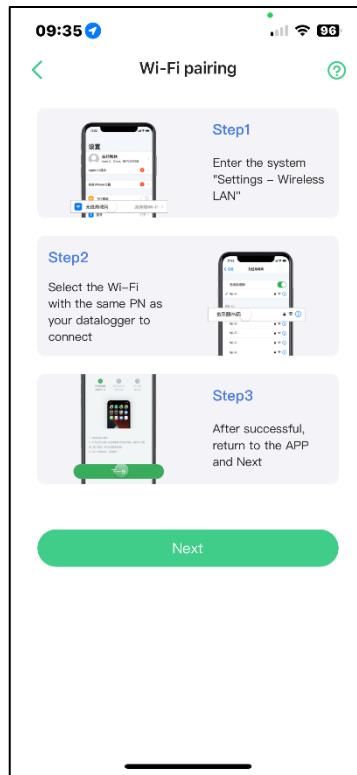 09:35
96
Wi-Fi pairing
Step1
设置
Enter the system
"Settings – Wireless
LAN"
Step2
Select the Wi–Fi
with the same PN as
your datalogger to
connect
Step3
After successful,
return to the APP
and Next
Next